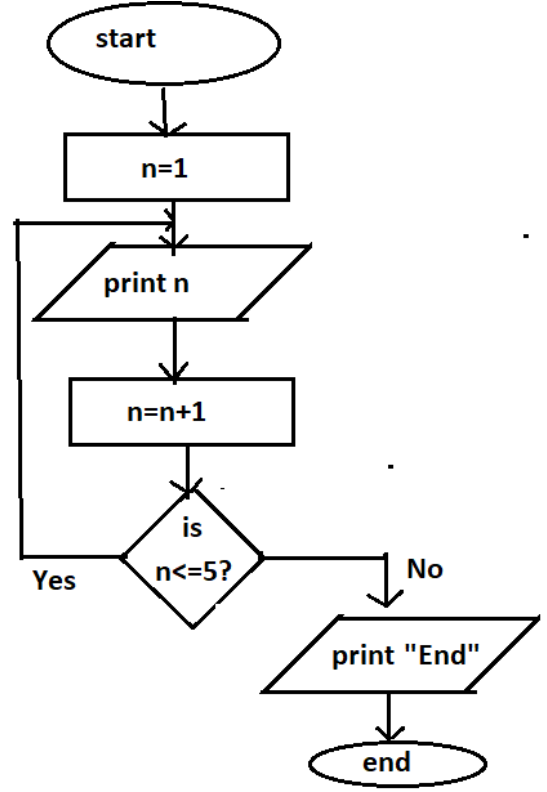 start
n=1
print n
n=n+1
is
n<=5?
Yes
No
print "End"
end